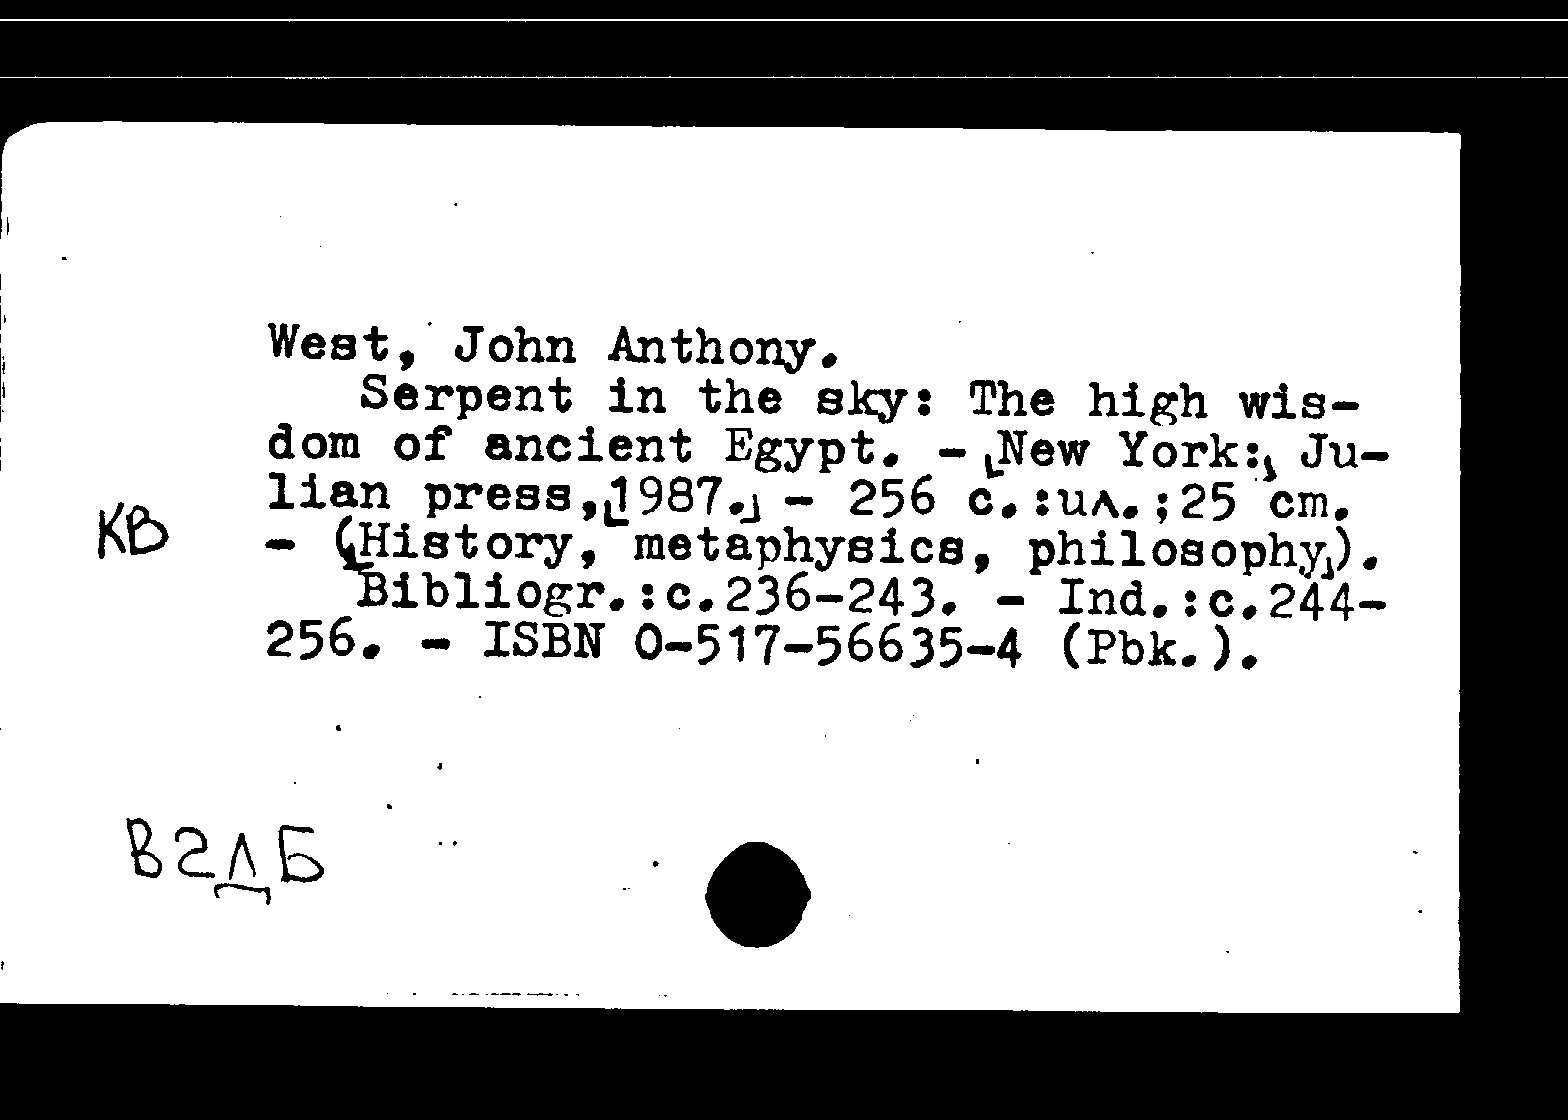 West, John Anthony.
Serpent in the sky: The high wis-
dom of ancient Egypt. - [New York:] Ju-
lian press,[1987.] - 256 с.:ил.;25 cm.
КВ
- ([History, metaphysics, philosophy]).
Bibliogr.:с.236-243. - Ind.:с.244-
256. - ISBN 0-517-56635-4 (Pbk.).
ВГДБ